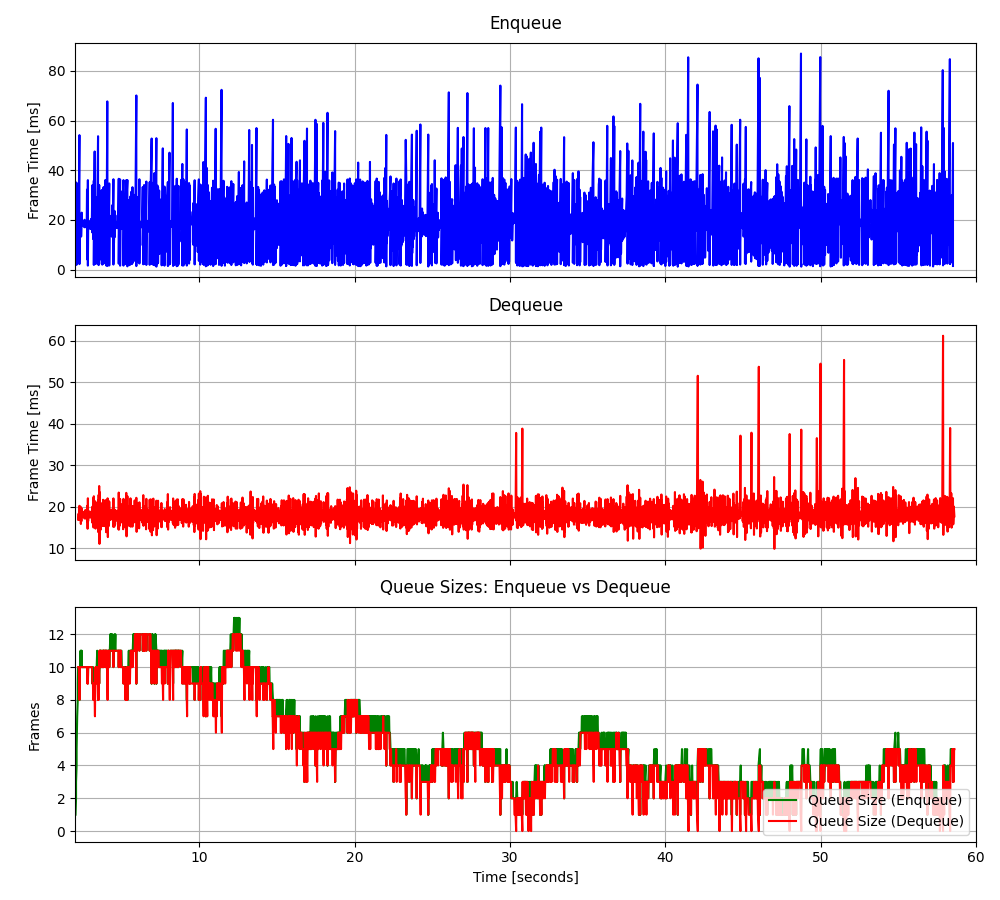 Enqueue
Frame Time [ms]
80
60
40
20
0
Dequeue
Frame Time [ms]
60
50
40
30
20
10
Queue Sizes: Enqueue vs Dequeue
Frames
12
10
8
6
4
2
0
Queue Size (Enqueue)
Queue Size (Dequeue)
10 20 30 40 50 60
Time [seconds]